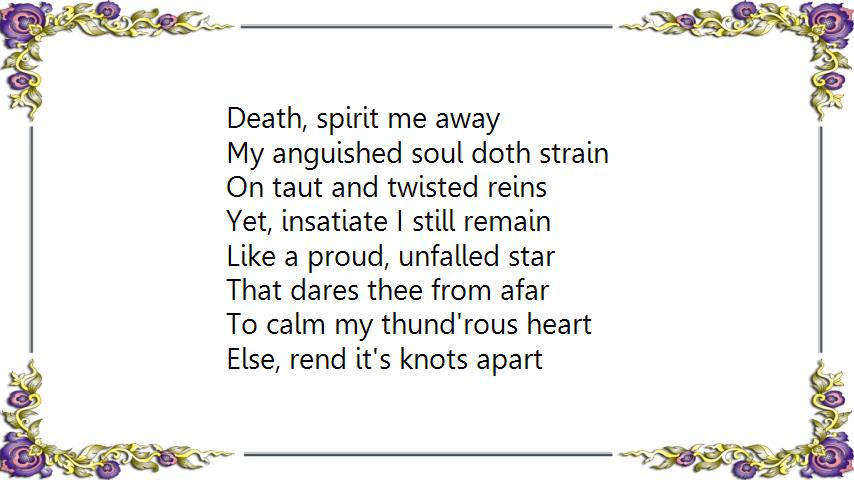 Death, spirit me away
My anguished soul doth strain
On taut and twisted reins
Yet, insatiate I still remain
Like a proud, unfalled star
That dares thee from afar
To calm my thund'rous heart
Else, rend it's knots apart